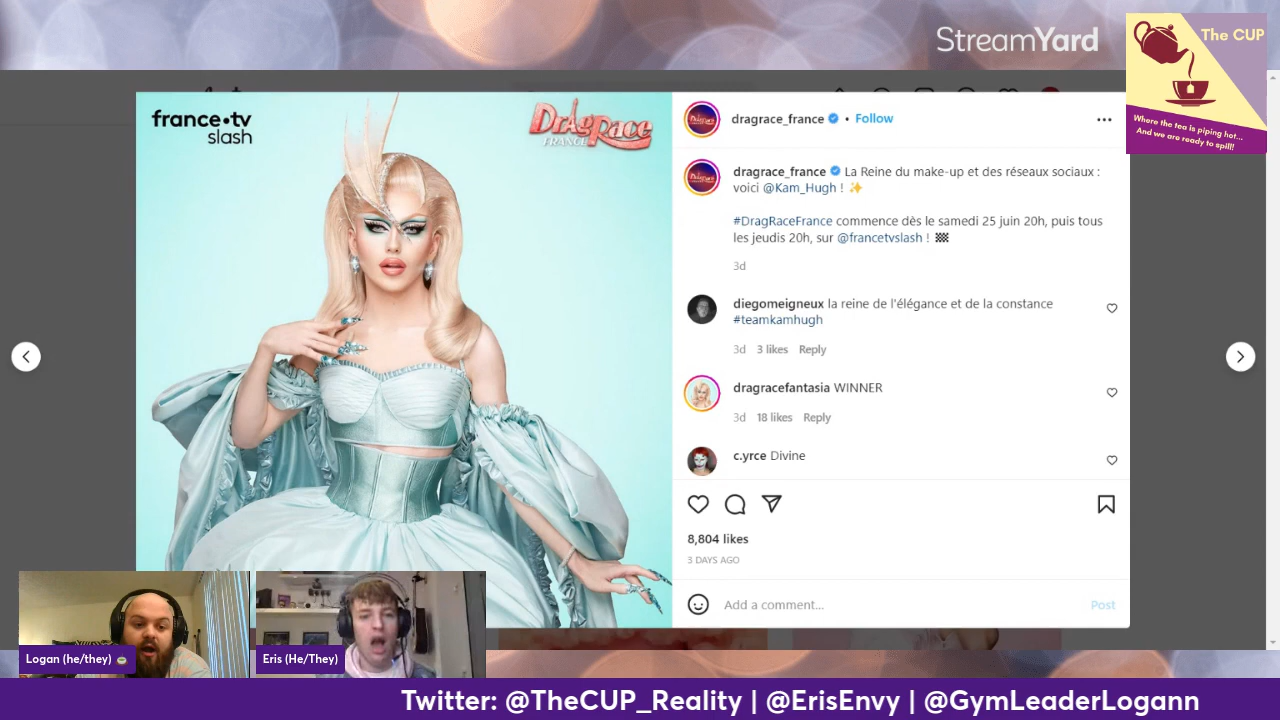 StreamYard
The CUP
Where the tea is piping hot...
And we are ready to spill!
france•tv
slash
DragRace
FRANCE
dragrace_france • Follow
dragrace_france La Reine du make-up et des réseaux sociaux :
voici @Kam_Hugh ! ✨
#DragRaceFrance commence dès le samedi 25 juin 20h, puis tous
les jeudis 20h, sur @francetvslash ! 🏁
3d
diegomeigneux la reine de l'élégance et de la constance
#teamkamhugh
3d 3 likes Reply
dragracefantasia WINNER
3d 18 likes Reply
c.yrce Divine
8,804 likes
3 DAYS AGO
Add a comment... Post
Logan (he/they) 🍵
Eris (He/They)
Twitter: @TheCUP_Reality | @ErisEnvy | @GymLeaderLogann